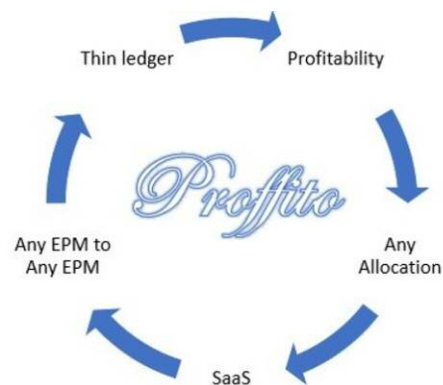 Thin ledger
Profitability
Proffito
Any EPM to
Any EPM
Any
Allocation
SaaS